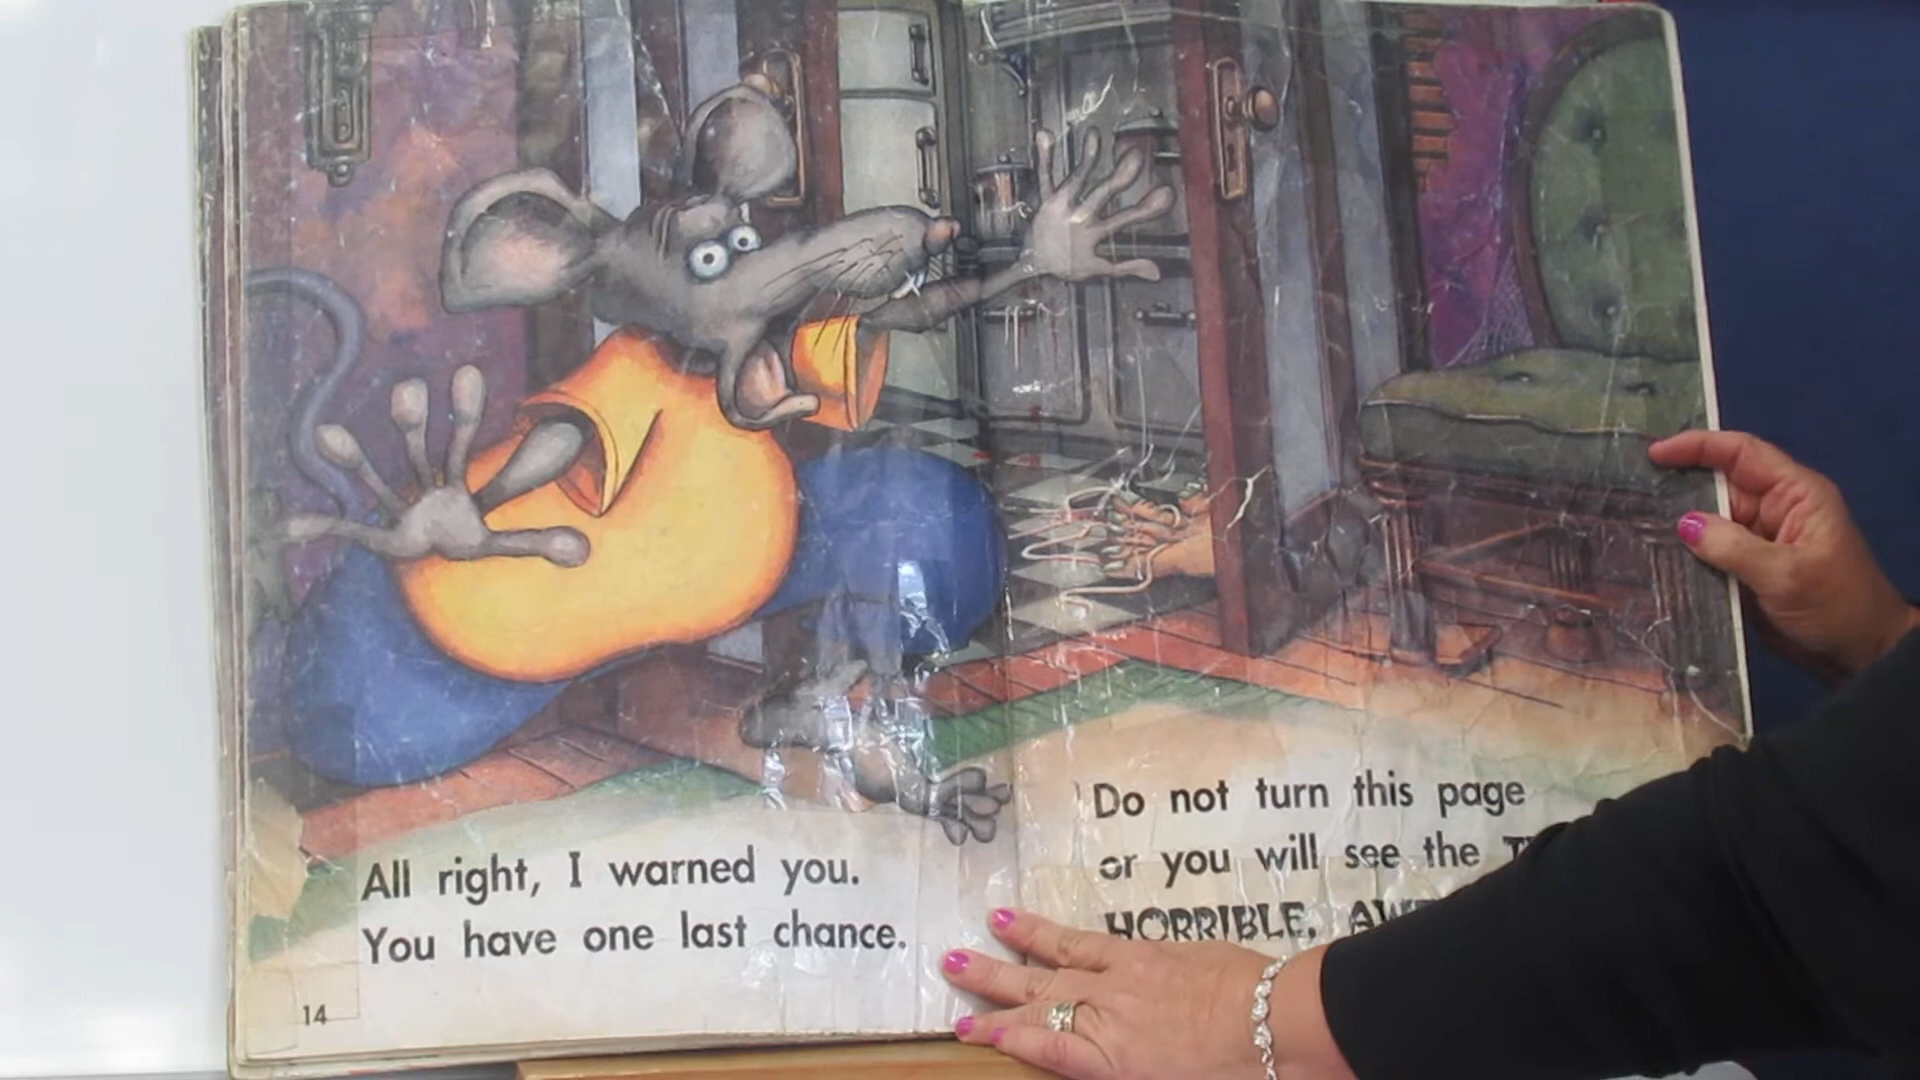 All right, I warned you.
You have one last chance.
14
Do not turn this page
or you will see the
HORRIBLE,